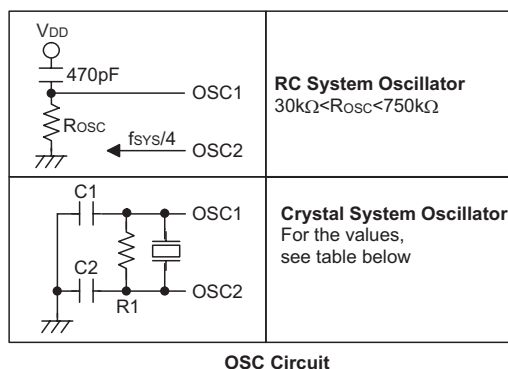 VDD
470pF
OSC1
ROSC
fSYS/4
OSC2
RC System Oscillator
30kΩ<ROSC<750kΩ
C1
OSC1
C2
R1
OSC2
Crystal System Oscillator
For the values,
see table below
OSC Circuit